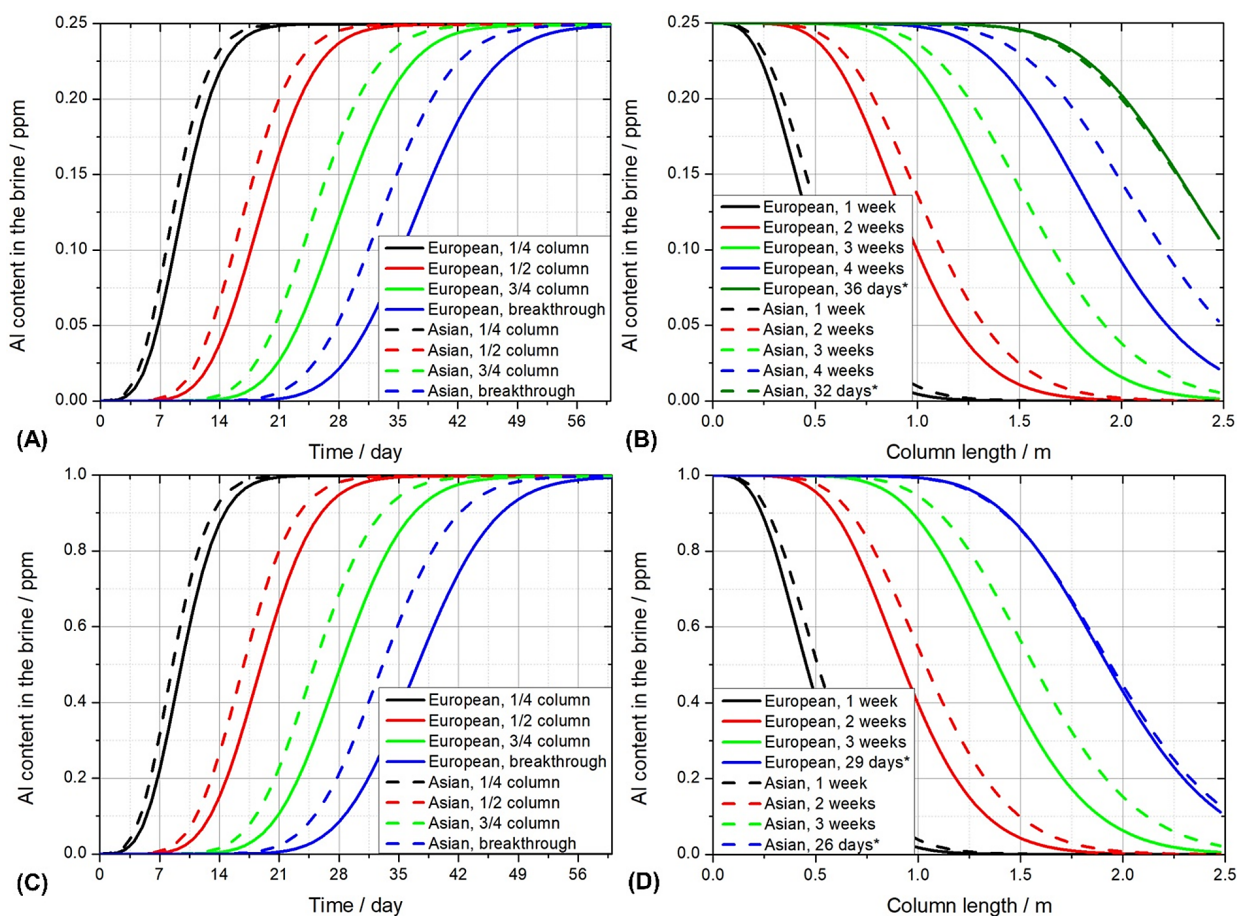 0.25
0.20
0.15
0.10
0.05
0.00
Al content in the brine / ppm
European, 1/4 column
European, 1/2 column
European, 3/4 column
European, breakthrough
Asian, 1/4 column
Asian, 1/2 column
Asian, 3/4 column
Asian, breakthrough
0 7 14 21 28 35 42 49 56
Time / day
(A)
0.25
0.20
0.15
0.10
0.05
0.00
Al content in the brine / ppm
European, 1 week
European, 2 weeks
European, 3 weeks
European, 4 weeks
European, 36 days*
Asian, 1 week
Asian, 2 weeks
Asian, 3 weeks
Asian, 4 weeks
Asian, 32 days*
0.0 0.5 1.0 1.5 2.0 2.5
Column length / m
(B)
1.0
0.8
0.6
0.4
0.2
0.0
Al content in the brine / ppm
European, 1/4 column
European, 1/2 column
European, 3/4 column
European, breakthrough
Asian, 1/4 column
Asian, 1/2 column
Asian, 3/4 column
Asian, breakthrough
0 7 14 21 28 35 42 49 56
Time / day
(C)
1.0
0.8
0.6
0.4
0.2
0.0
Al content in the brine / ppm
European, 1 week
European, 2 weeks
European, 3 weeks
European, 29 days*
Asian, 1 week
Asian, 2 weeks
Asian, 3 weeks
Asian, 26 days*
0.0 0.5 1.0 1.5 2.0 2.5
Column length / m
(D)